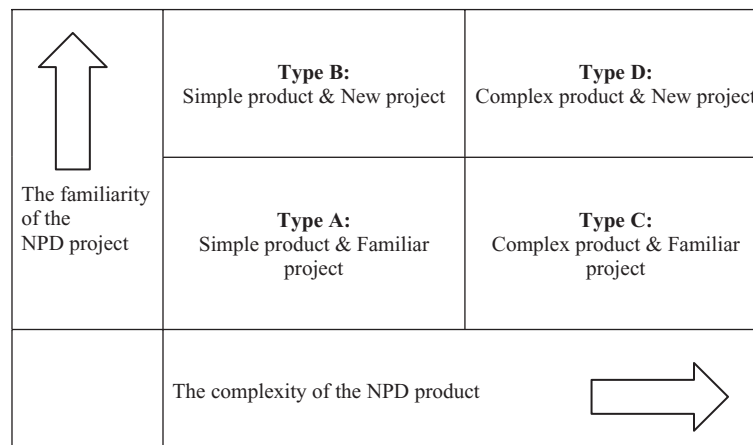 Type B:
Simple product & New project
Type D:
Complex product & New project
The familiarity
of the
NPD project
Type A:
Simple product & Familiar
project
Type C:
Complex product & Familiar
project
The complexity of the NPD product